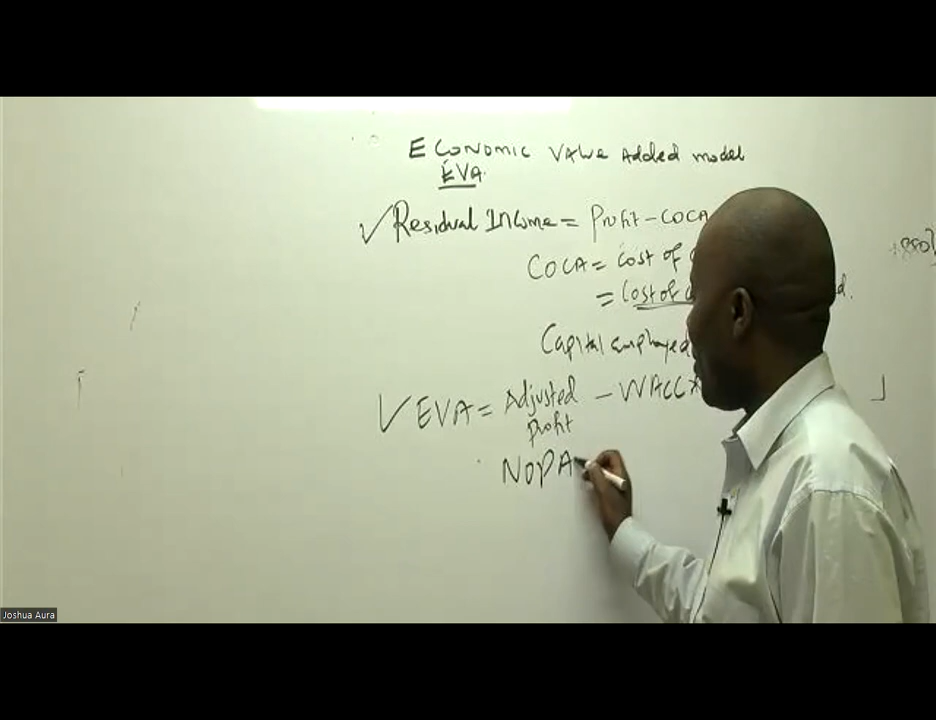 ECONOMIC VALUE Added model
EVA
✓ Residual Income = Profit - COCA
COCA = Cost of
= Cost of
Capital employed
✓ EVA = Adjusted Profit - WACC x
NOPA
Joshua Aura